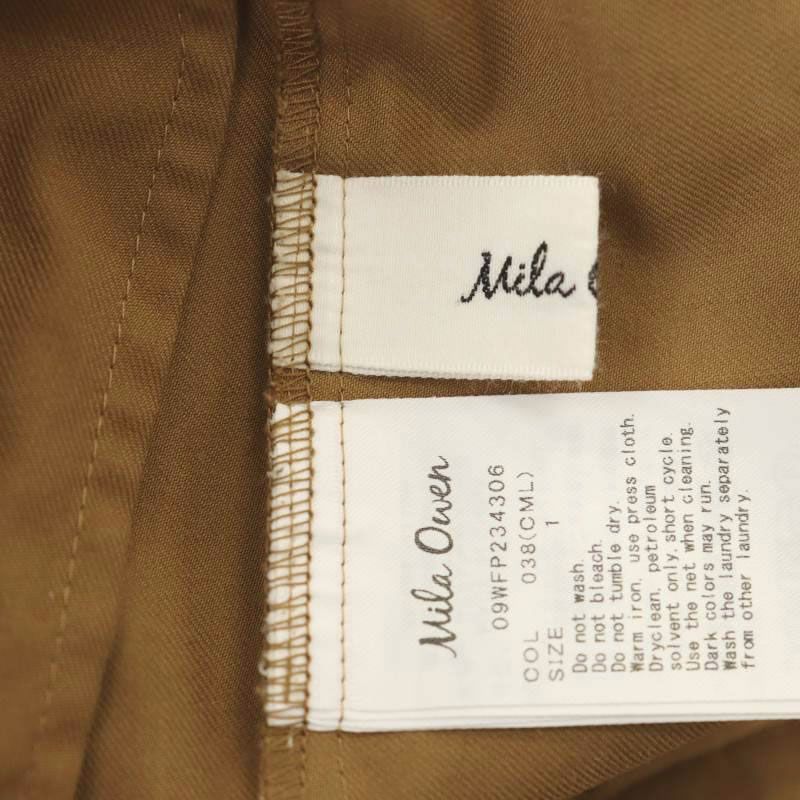 Mila
Mila Owen
09WFP234306
COL 038(CML)
SIZE 1
Do not wash.
Do not bleach.
Do not tumble dry.
Warm iron, use press cloth.
Dryclean, petroleum
solvent only, short cycle.
Use the net when cleaning.
Dark colors may run.
Wash the laundry separately
from other laundry.